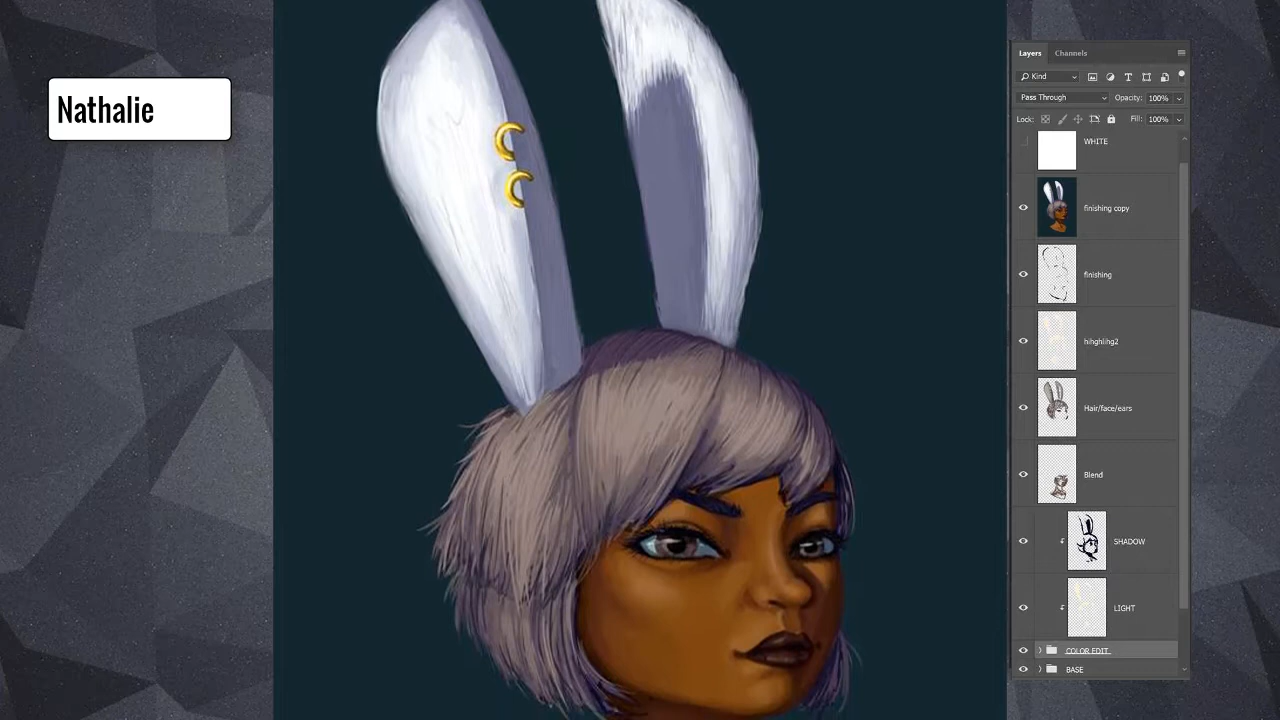 Nathalie
Layers Channels
Kind
Pass Through Opacity: 100%
Lock: Fill: 100%
WHITE
finishing copy
finishing
hihghlihg2
Hair/face/ears
Blend
SHADOW
LIGHT
COLOR EDIT
BASE